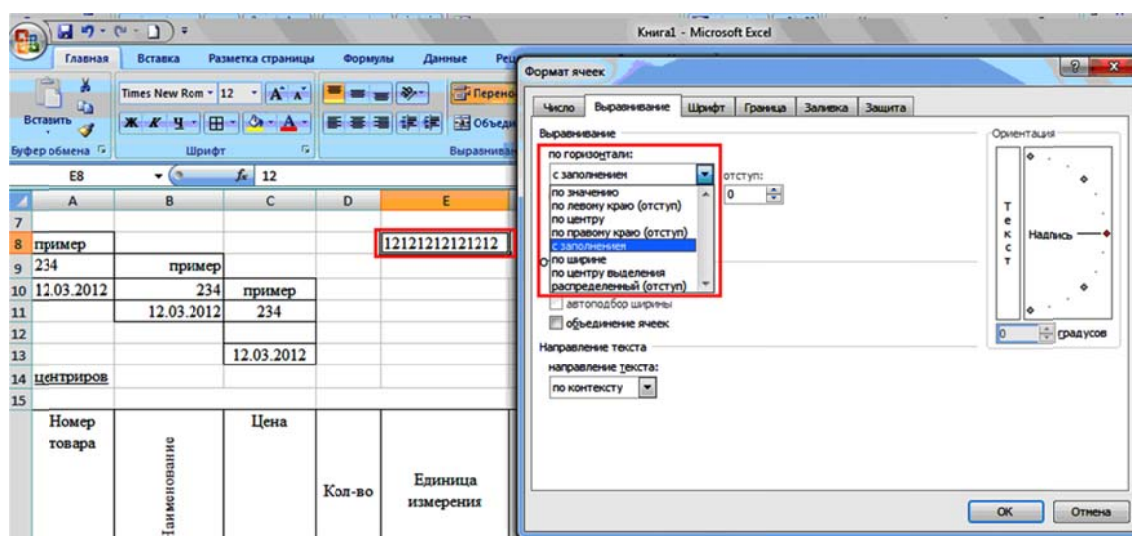 Книга1 - Microsoft Excel
Главная Вставка Разметка страницы Формулы Данные
Вставить
Буфер обмена
Times New Rom 12
Ж К Ч
Шрифт
E8 fx 12
A B C D E
7
8 пример 12121212121212
9 234 пример
10 12.03.2012 234 пример
11 12.03.2012 234
12
13 12.03.2012
14 центриров
15
Номер
товара
Наименование
Цена
Кол-во
Единица
измерения
Формат ячеек
Число Выравнивание Шрифт Граница Заливка Защита
Выравнивание
по горизонтали:
с заполнением
отступ:
0
по значению
по левому краю (отступ)
по центру
по правому краю (отступ)
с заполнением
по ширине
по центру выделения
распределенный (отступ)
автоподбор ширины
объединение ячеек
Направление текста
направление текста:
по контексту
Ориентация
Текст
Надпись
0 градусов
OK Отмена